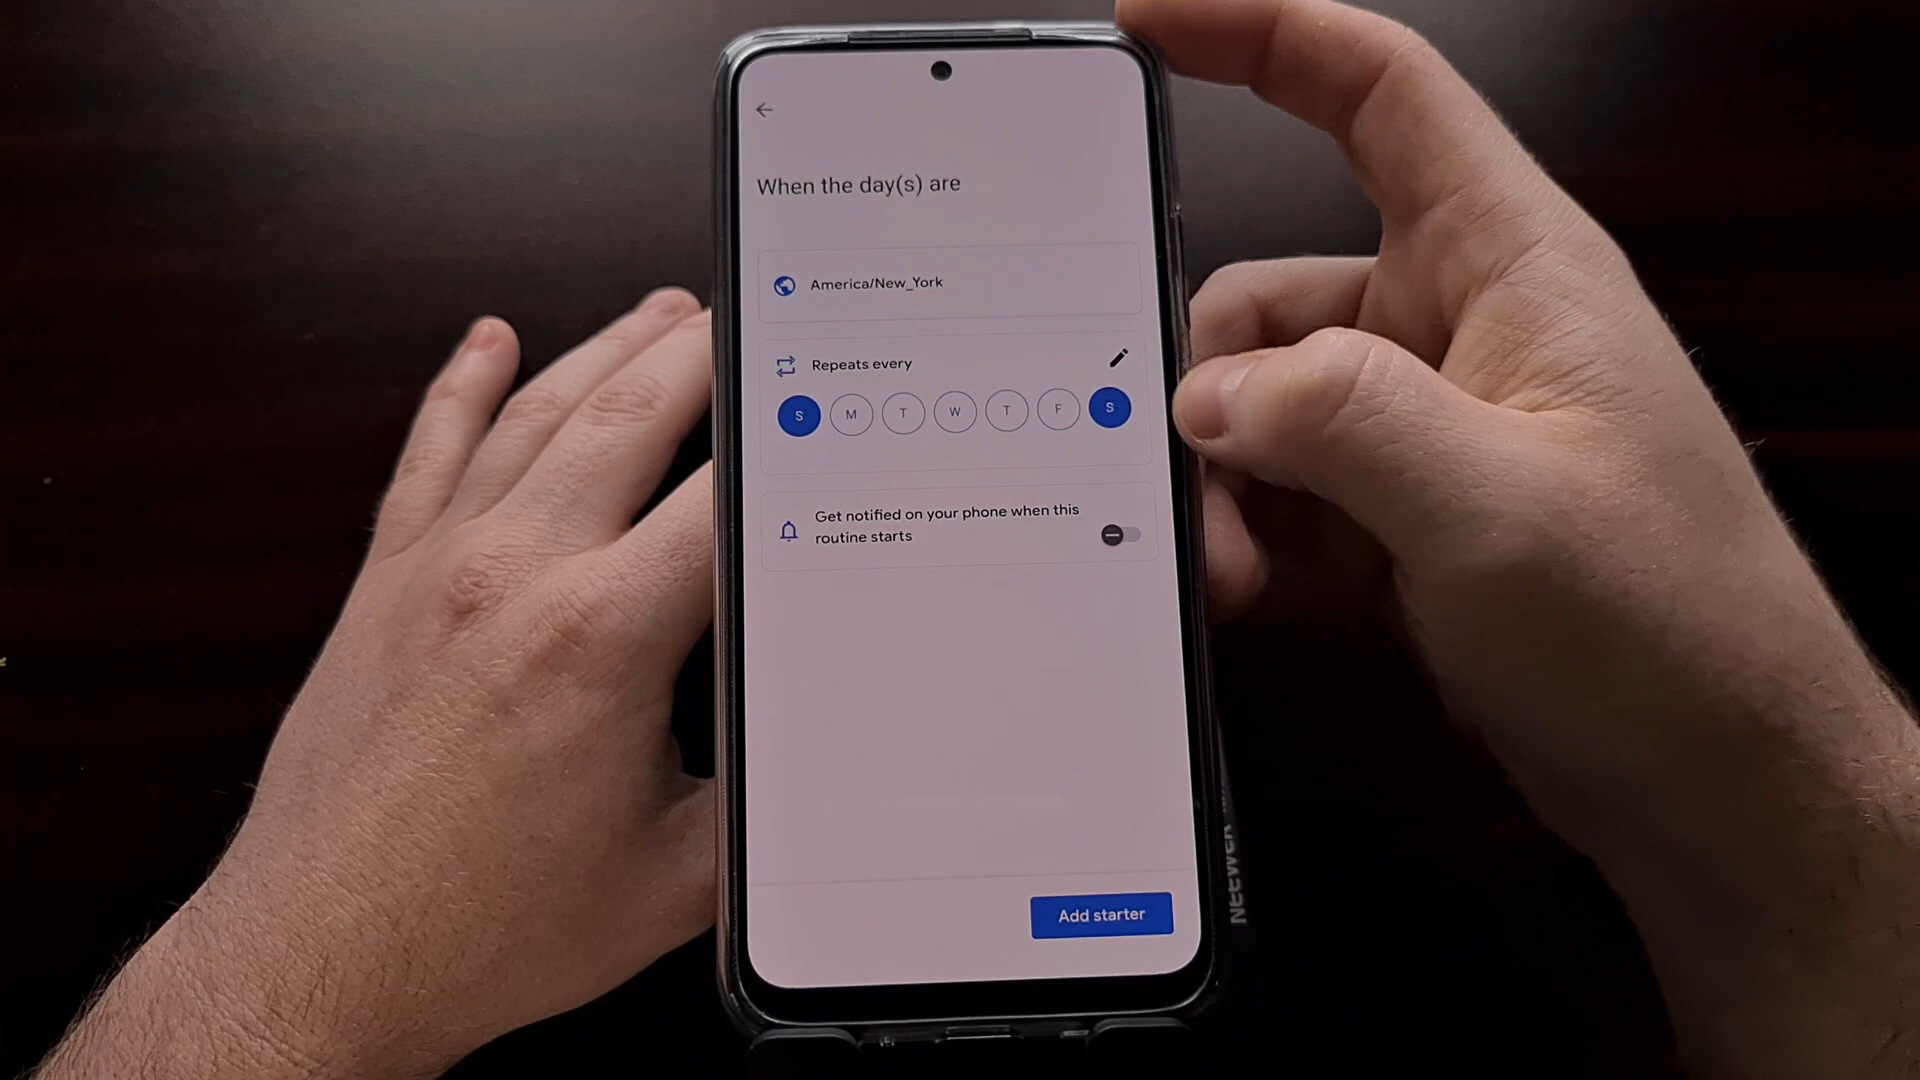 When the day(s) are
America/New_York
Repeats every
S M T W T F S
Get notified on your phone when this
routine starts
Add starter
NEEWER